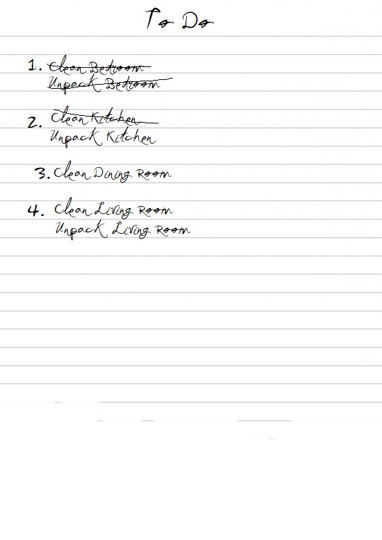 To Do
1. Clean Bedroom
Unpack Bedroom
2. Clean Kitchen
Unpack Kitchen
3. Clean Dining Room
4. Clean Living Room
Unpack Living Room